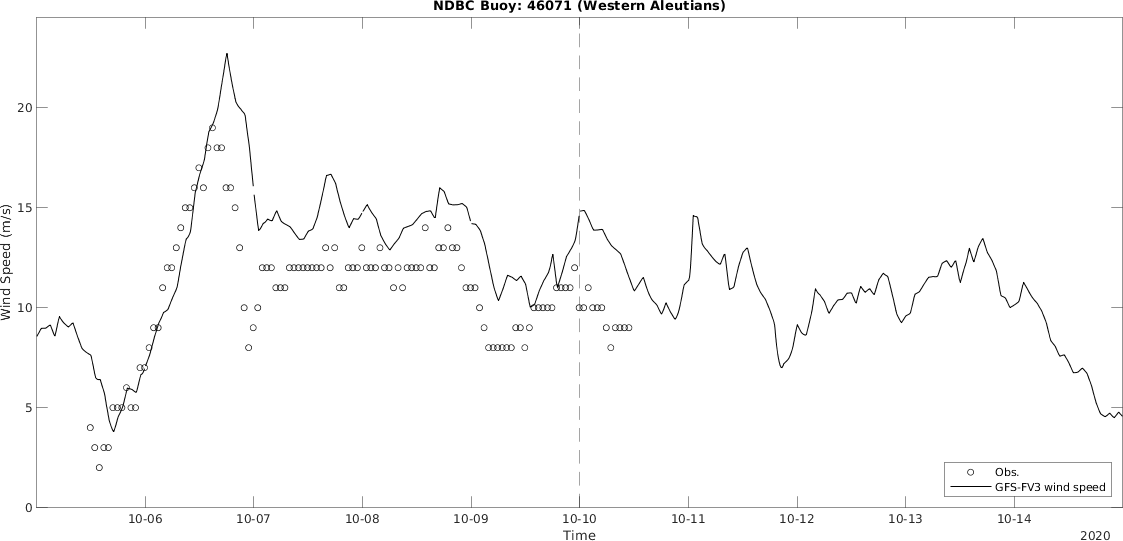 NDBC Buoy: 46071 (Western Aleutians)
Wind Speed (m/s)
20
15
10
5
0
10-06 10-07 10-08 10-09 10-10 10-11 10-12 10-13 10-14
Time
2020
Obs.
GFS-FV3 wind speed